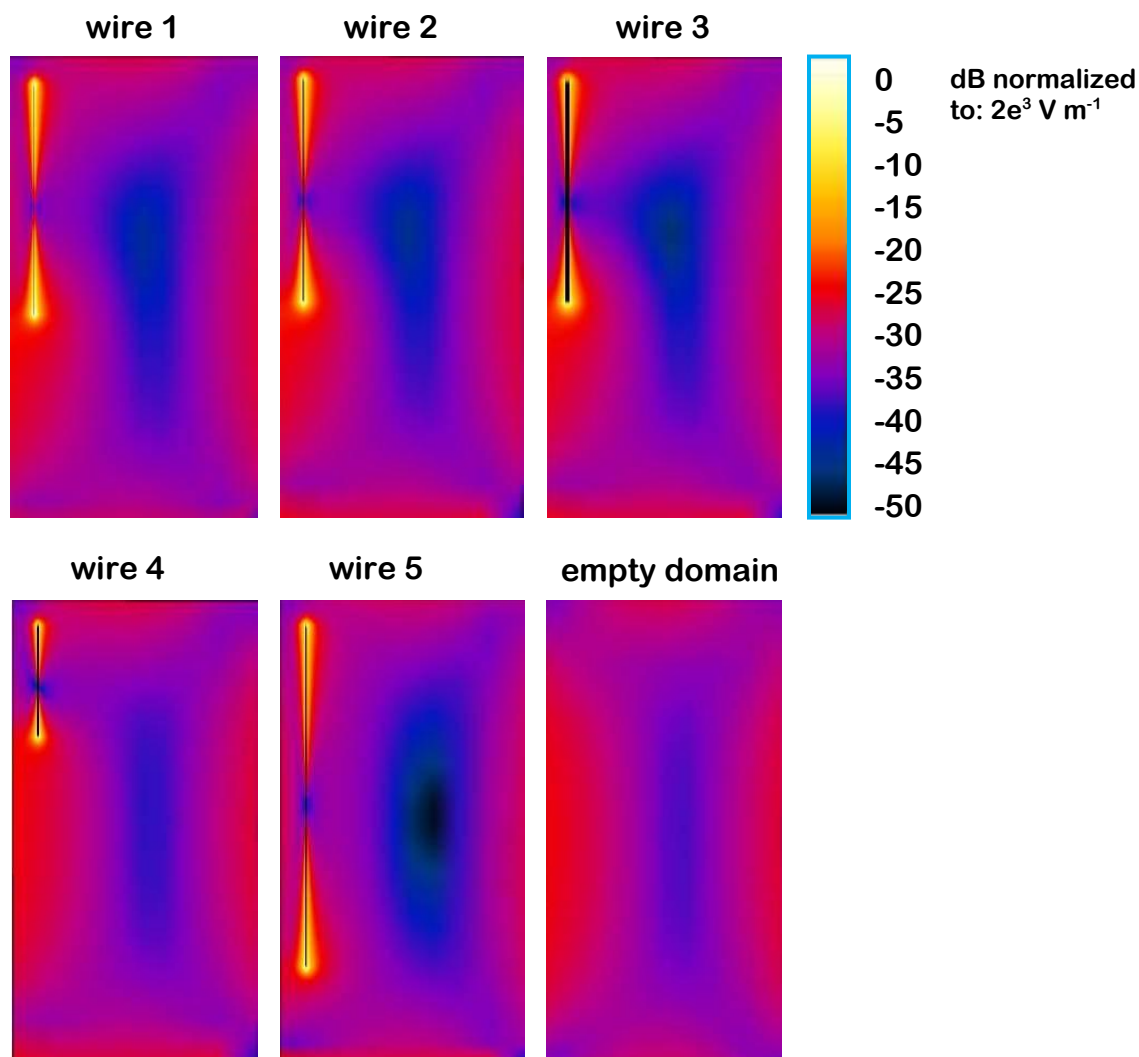 wire 1
wire 2
wire 3
0
-5
-10
-15
-20
-25
-30
-35
-40
-45
-50
dB normalized
to: 2e³ V m⁻¹
wire 4
wire 5
empty domain